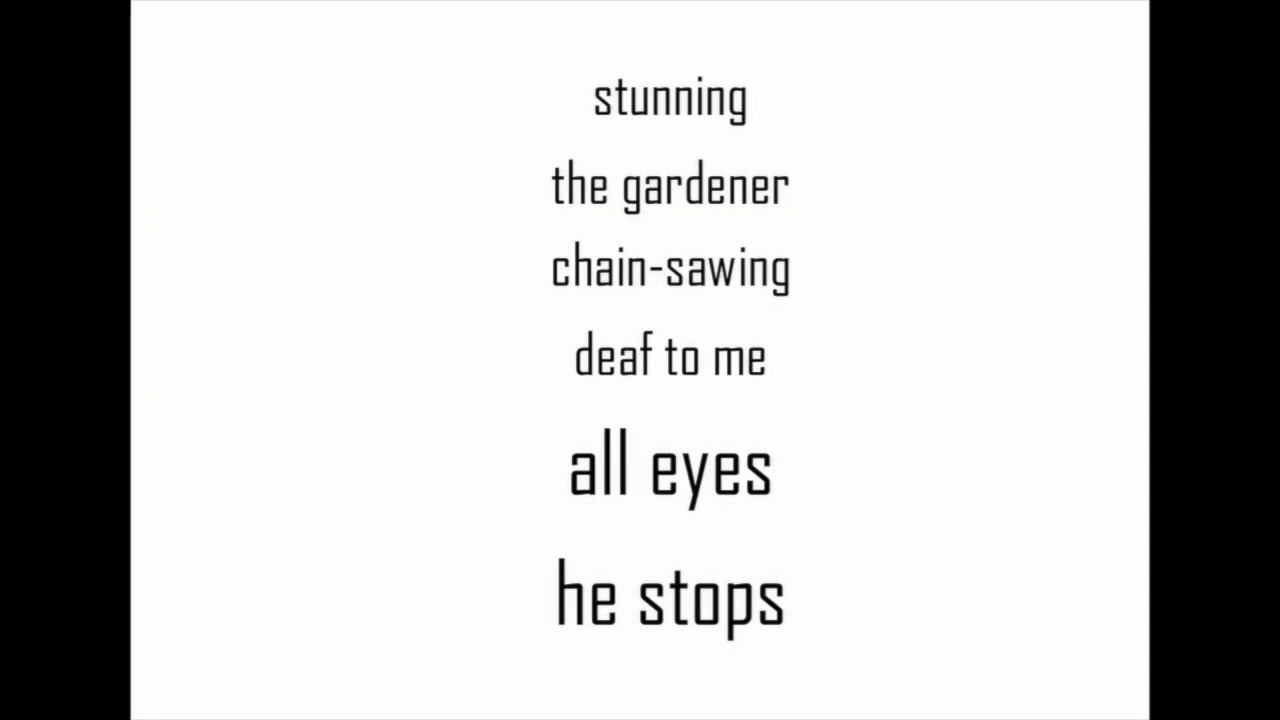 stunning
the gardener
chain-sawing
deaf to me
all eyes
he stops